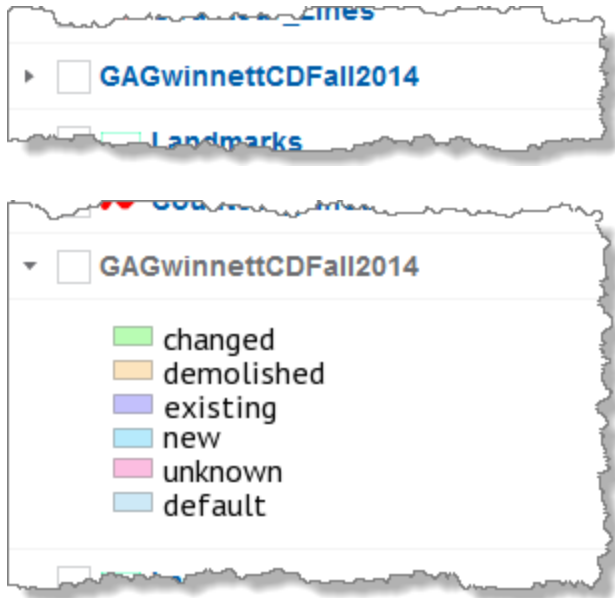 GAGwinnettCDFall2014
Landmarks
GAGwinnettCDFall2014
changed
demolished
existing
new
unknown
default